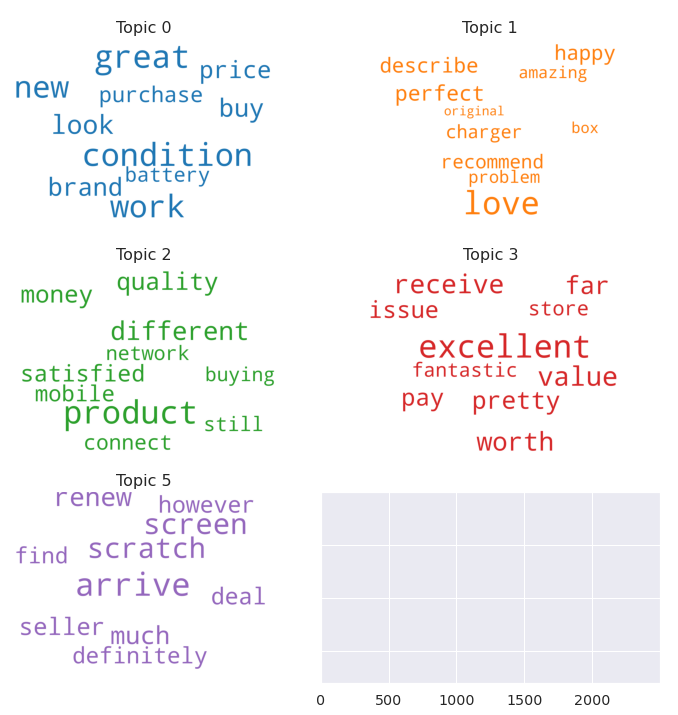 Topic 0
great
price
new
purchase
buy
look
condition
battery
brand
work
Topic 1
happy
describe
amazing
perfect
original
charger
box
recommend
problem
love
Topic 2
quality
money
different
network
satisfied
buying
mobile
product
still
connect
Topic 3
receive
far
issue
store
excellent
fantastic
value
pay
pretty
worth
Topic 5
renew
however
screen
scratch
find
arrive
deal
seller
much
definitely
0 500 1000 1500 2000